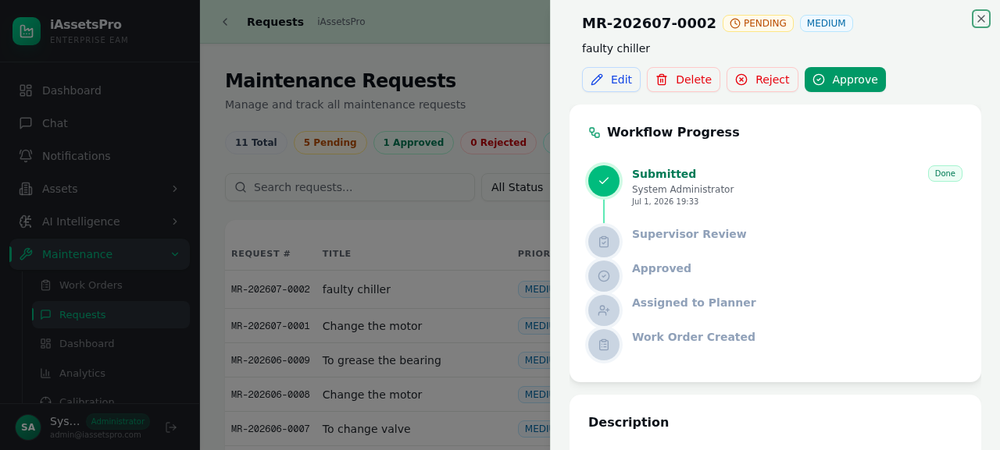 iAssetsPro
ENTERPRISE EAM
Dashboard
Chat
Notifications
Assets
AI Intelligence
Maintenance
Work Orders
Requests
Dashboard
Analytics
Calibration
SA
Sys...
Administrator
admin@iassetspro.com
Requests
iAssetsPro
Maintenance Requests
Manage and track all maintenance requests
11 Total
5 Pending
1 Approved
0 Rejected
Search requests...
All Status
REQUEST #
TITLE
PRIOR
MR-202607-0002
faulty chiller
MEDI
MR-202607-0001
Change the motor
MEDI
MR-202606-0009
To grease the bearing
MEDI
MR-202606-0008
Change the motor
MEDI
MR-202606-0007
To change valve
MEDI
MR-202607-0002
PENDING
MEDIUM
faulty chiller
Edit
Delete
Reject
Approve
Workflow Progress
Submitted
Done
System Administrator
Jul 1, 2026 19:33
Supervisor Review
Approved
Assigned to Planner
Work Order Created
Description